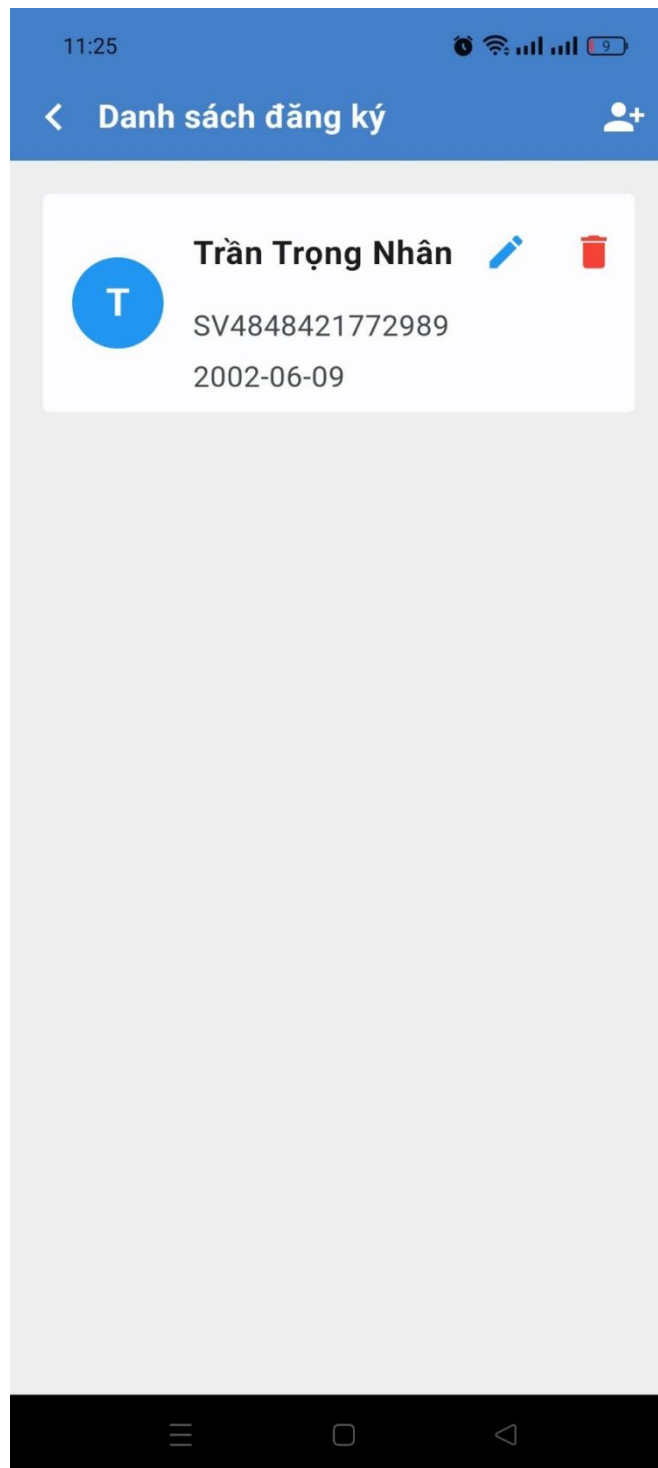 11:25
9
Danh sách đăng ký
T
Trần Trọng Nhân
SV4848421772989
2002-06-09